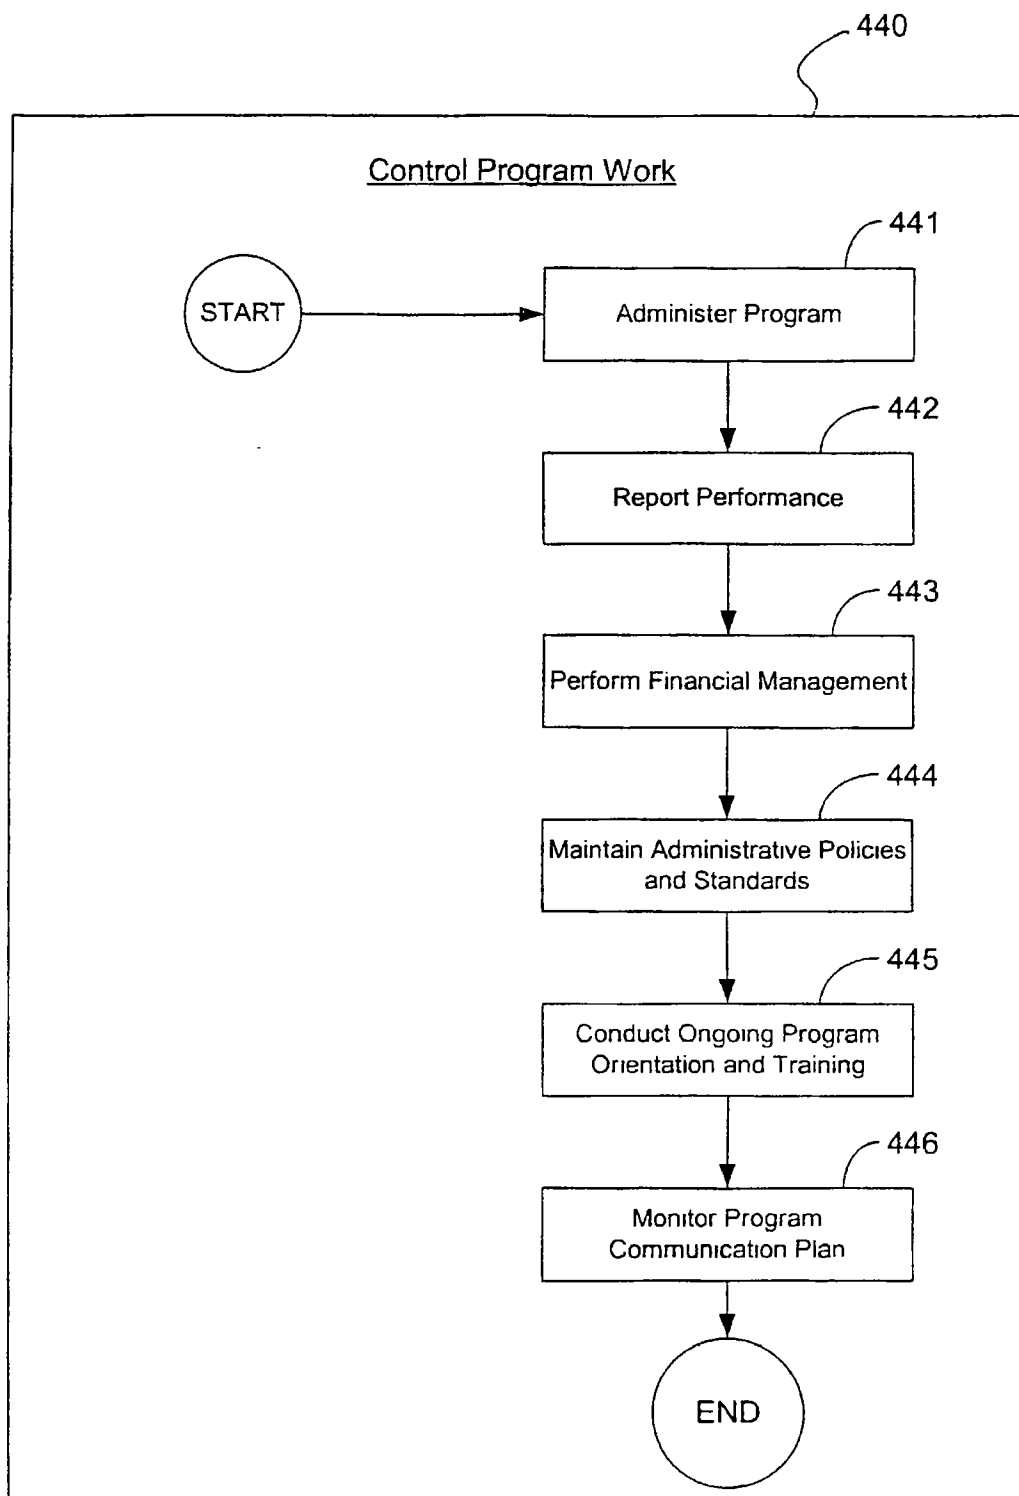 440
Control Program Work
441
START
Administer Program
442
Report Performance
443
Perform Financial Management
444
Maintain Administrative Policies
and Standards
445
Conduct Ongoing Program
Orientation and Training
446
Monitor Program
Communication Plan
END